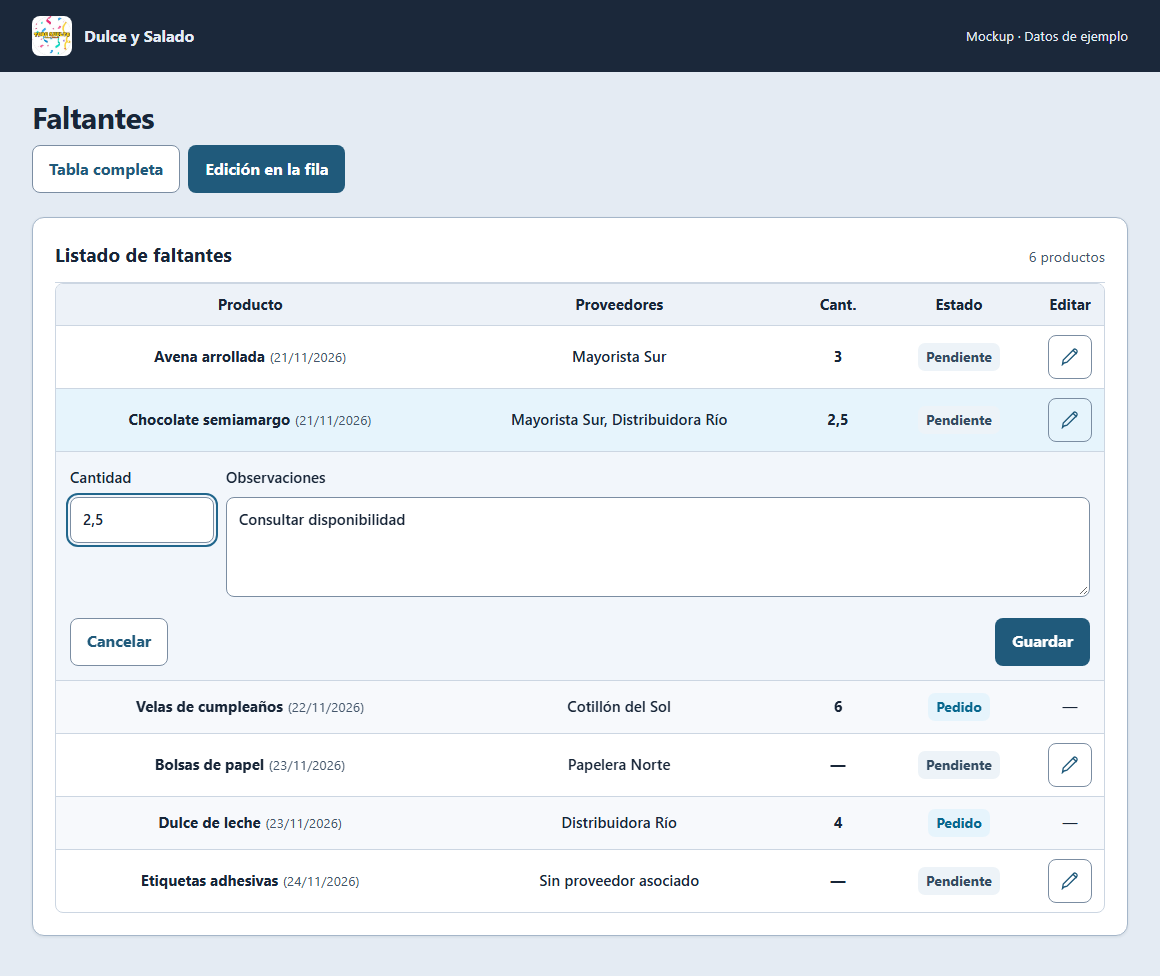 Dulce y Salado
Mockup · Datos de ejemplo
Faltantes
Tabla completa
Edición en la fila
Listado de faltantes
6 productos
Producto Proveedores Cant. Estado Editar
Avena arrollada (21/11/2026) Mayorista Sur 3 Pendiente
Chocolate semiamargo (21/11/2026) Mayorista Sur, Distribuidora Río 2,5 Pendiente
Cantidad Observaciones
2,5 Consultar disponibilidad
Cancelar Guardar
Velas de cumpleaños (22/11/2026) Cotillón del Sol 6 Pedido —
Bolsas de papel (23/11/2026) Papelera Norte — Pendiente
Dulce de leche (23/11/2026) Distribuidora Río 4 Pedido —
Etiquetas adhesivas (24/11/2026) Sin proveedor asociado — Pendiente